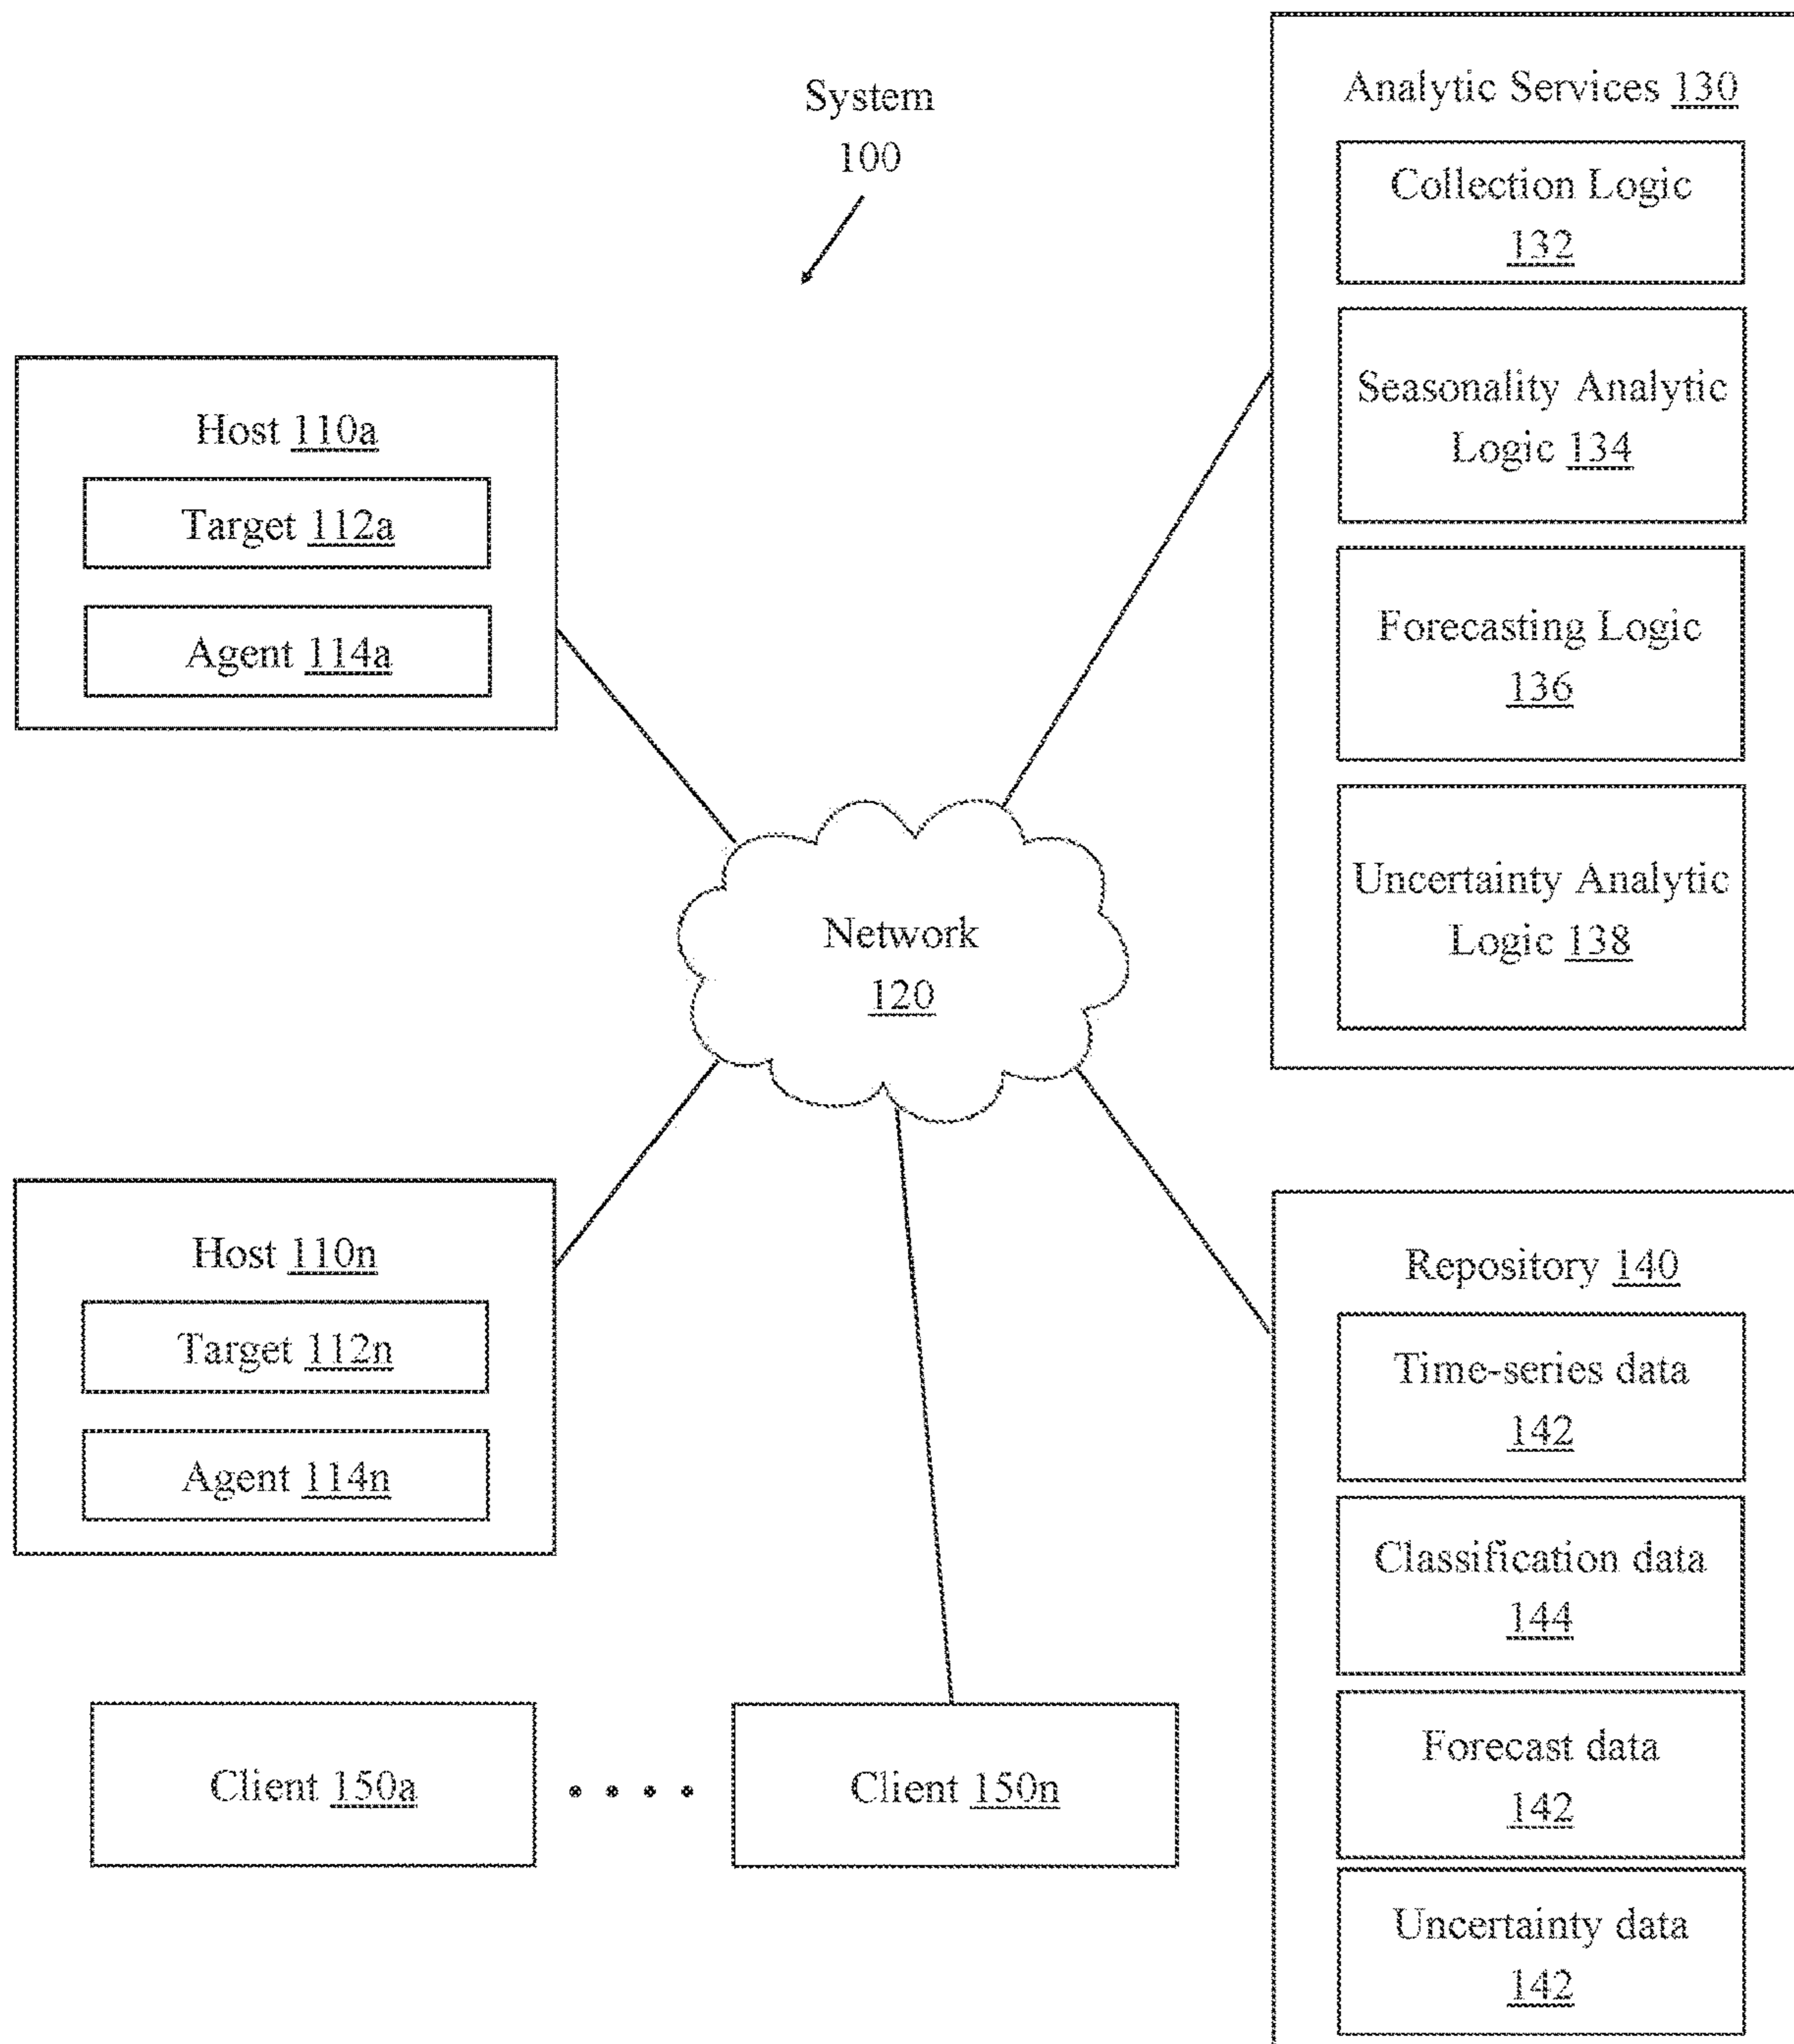 System
100
Analytic Services 130
Collection Logic
132
Seasonality Analytic
Logic 134
Forecasting Logic
136
Uncertainty Analytic
Logic 138
Host 110a
Target 112a
Agent 114a
Network
120
Host 110n
Target 112n
Agent 114n
Repository 140
Time-series data
142
Classification data
144
Forecast data
142
Uncertainty data
142
Client 150a
Client 150n